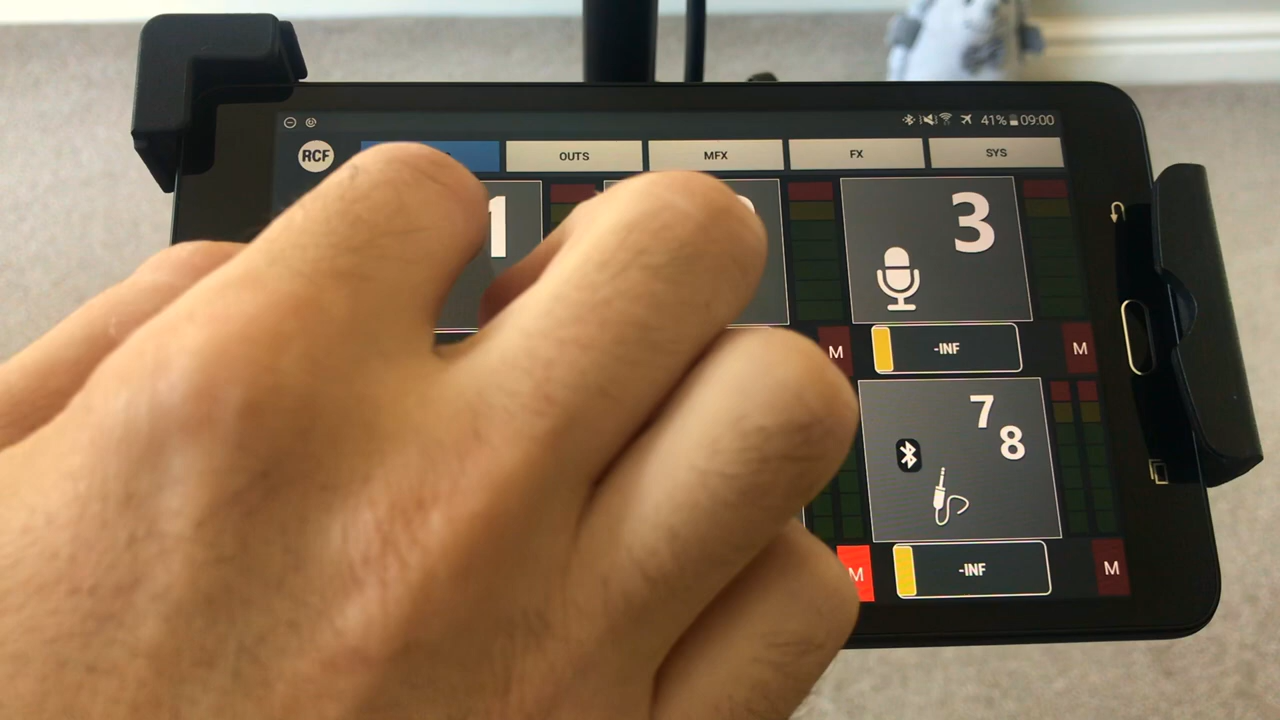 41% 09:00
RCF
OUTS MFX FX SYS
1 3
M -INF M
7
8
M -INF M